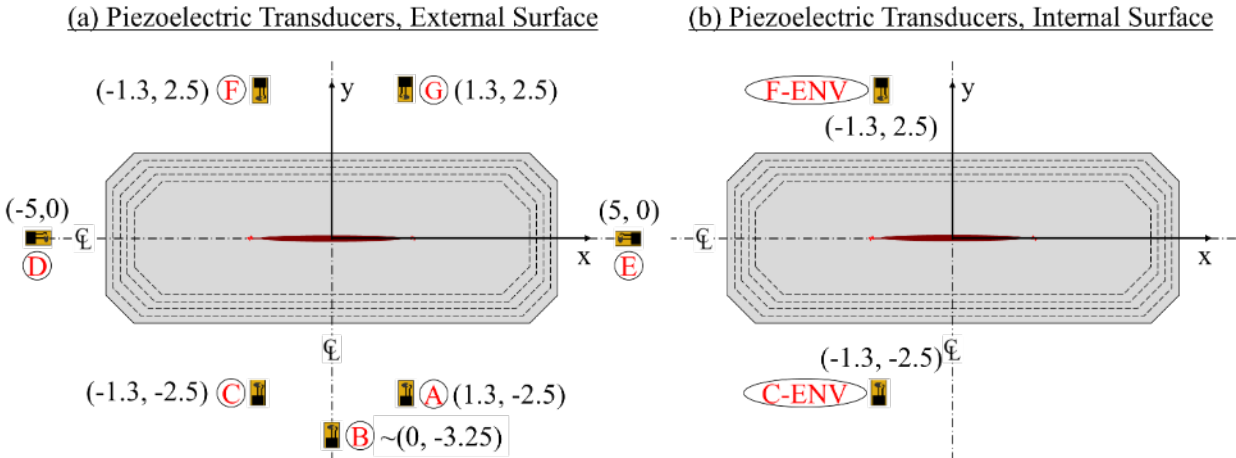 (a) Piezoelectric Transducers, External Surface
(-1.3, 2.5) F
G (1.3, 2.5)
y
(-5,0)
(5, 0)
℄
x
D
E
℄
(-1.3, -2.5) C
A (1.3, -2.5)
B ~(0, -3.25)
(b) Piezoelectric Transducers, Internal Surface
F-ENV
y
(-1.3, 2.5)
℄
x
℄
(-1.3, -2.5)
C-ENV